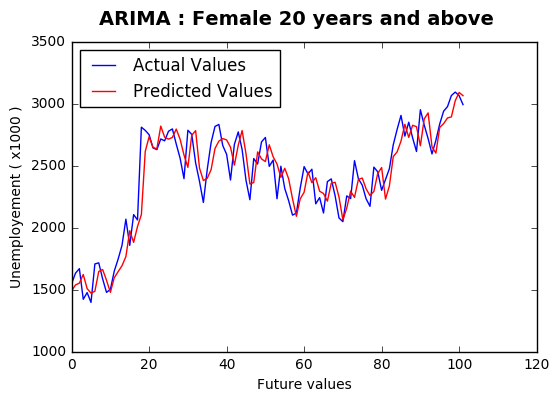 ARIMA : Female 20 years and above
Actual Values
Predicted Values
Unemployement ( x1000 )
3500
3000
2500
2000
1500
1000
0 20 40 60 80 100 120
Future values